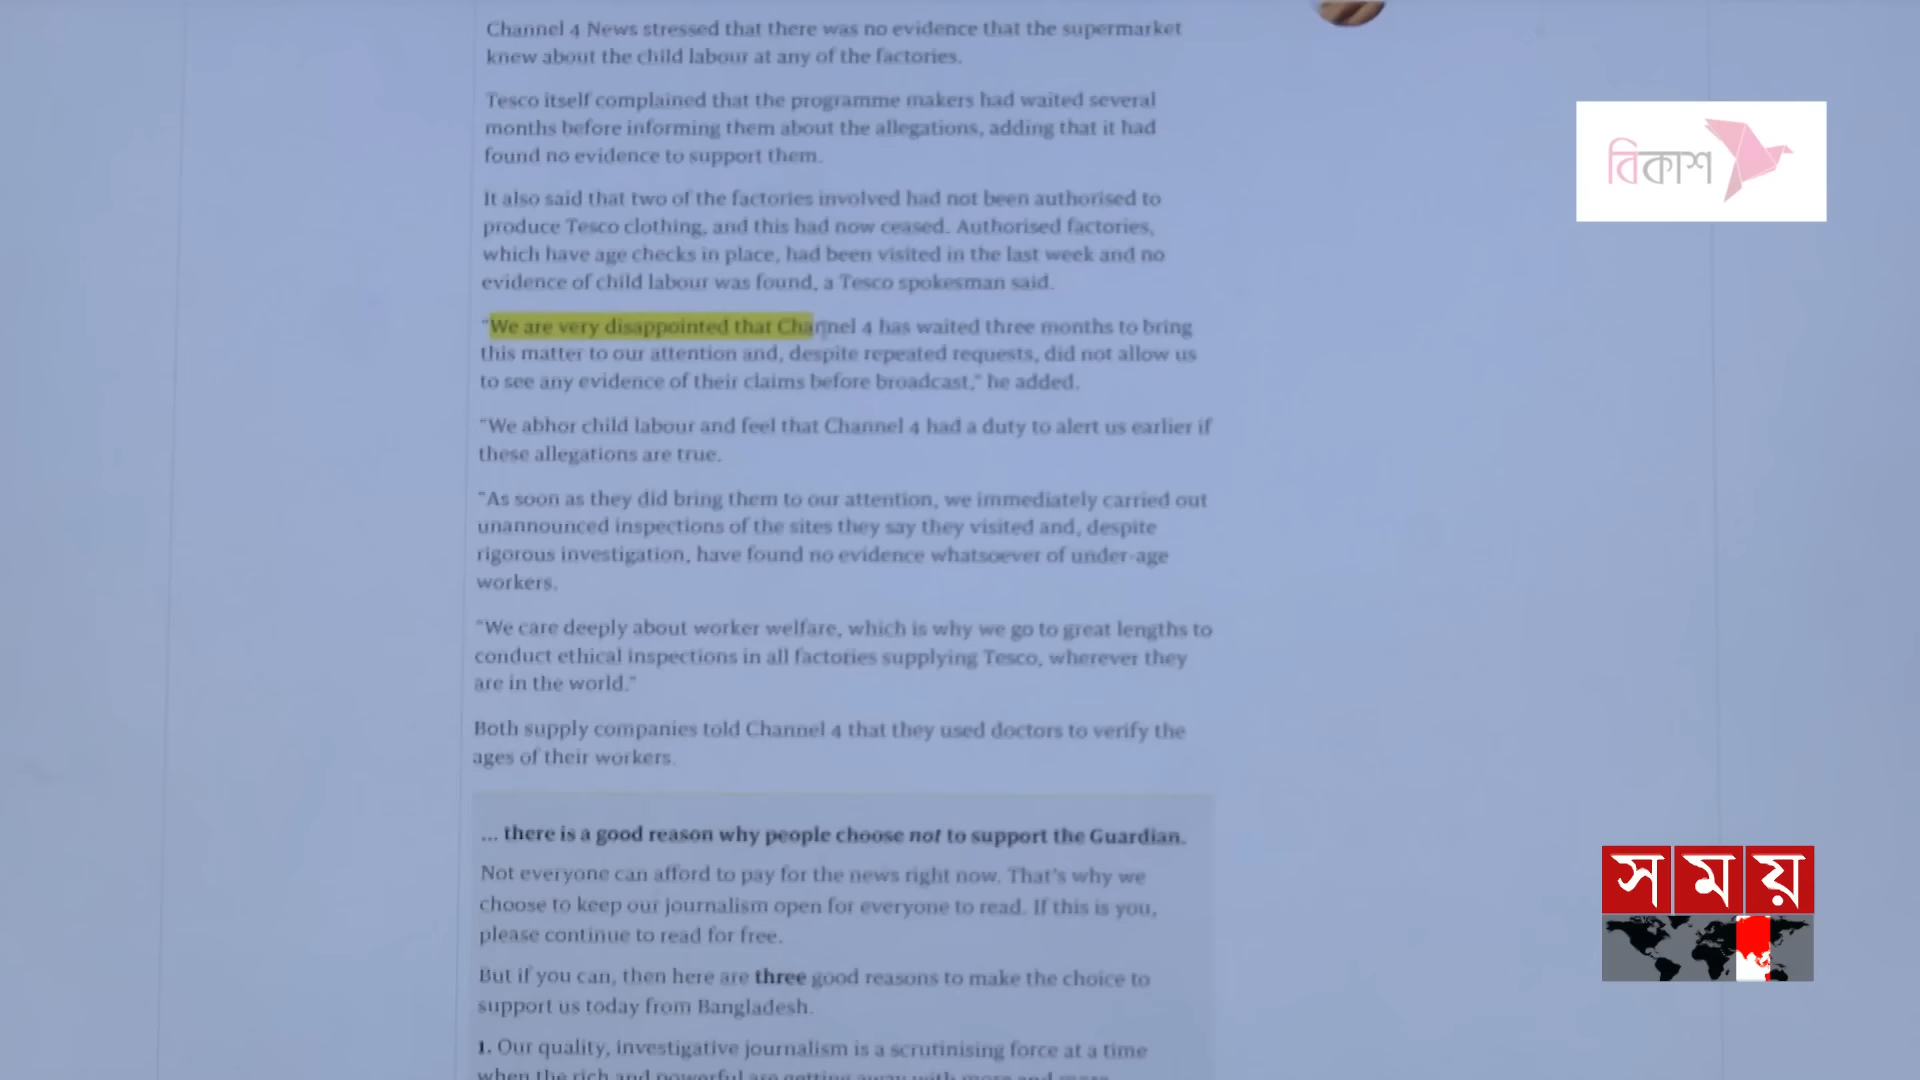 Channel 4 News stressed that there was no evidence that the supermarket
knew about the child labour at any of the factories.
Tesco itself complained that the programme makers had waited several
months before informing them about the allegations, adding that it had
found no evidence to support them.
It also said that two of the factories involved had not been authorised to
produce Tesco clothing, and this had now ceased. Authorised factories,
which have age checks in place, had been visited in the last week and no
evidence of child labour was found, a Tesco spokesman said.
"We are very disappointed that Channel 4 has waited three months to bring
this matter to our attention and, despite repeated requests, did not allow us
to see any evidence of their claims before broadcast," he added.
"We abhor child labour and feel that Channel 4 had a duty to alert us earlier if
these allegations are true.
"As soon as they did bring them to our attention, we immediately carried out
unannounced inspections of the sites they say they visited and, despite
rigorous investigation, have found no evidence whatsoever of under-age
workers.
"We care deeply about worker welfare, which is why we go to great lengths to
conduct ethical inspections in all factories supplying Tesco, wherever they
are in the world."
Both supply companies told Channel 4 that they used doctors to verify the
ages of their workers.
... there is a good reason why people choose not to support the Guardian.
Not everyone can afford to pay for the news right now. That's why we
choose to keep our journalism open for everyone to read. If this is you,
please continue to read for free.
But if you can, then here are three good reasons to make the choice to
support us today from Bangladesh.
1. Our quality, investigative journalism is a scrutinising force at a time
when the rich and powerful are getting away with more and more
বিকাশ
সময়